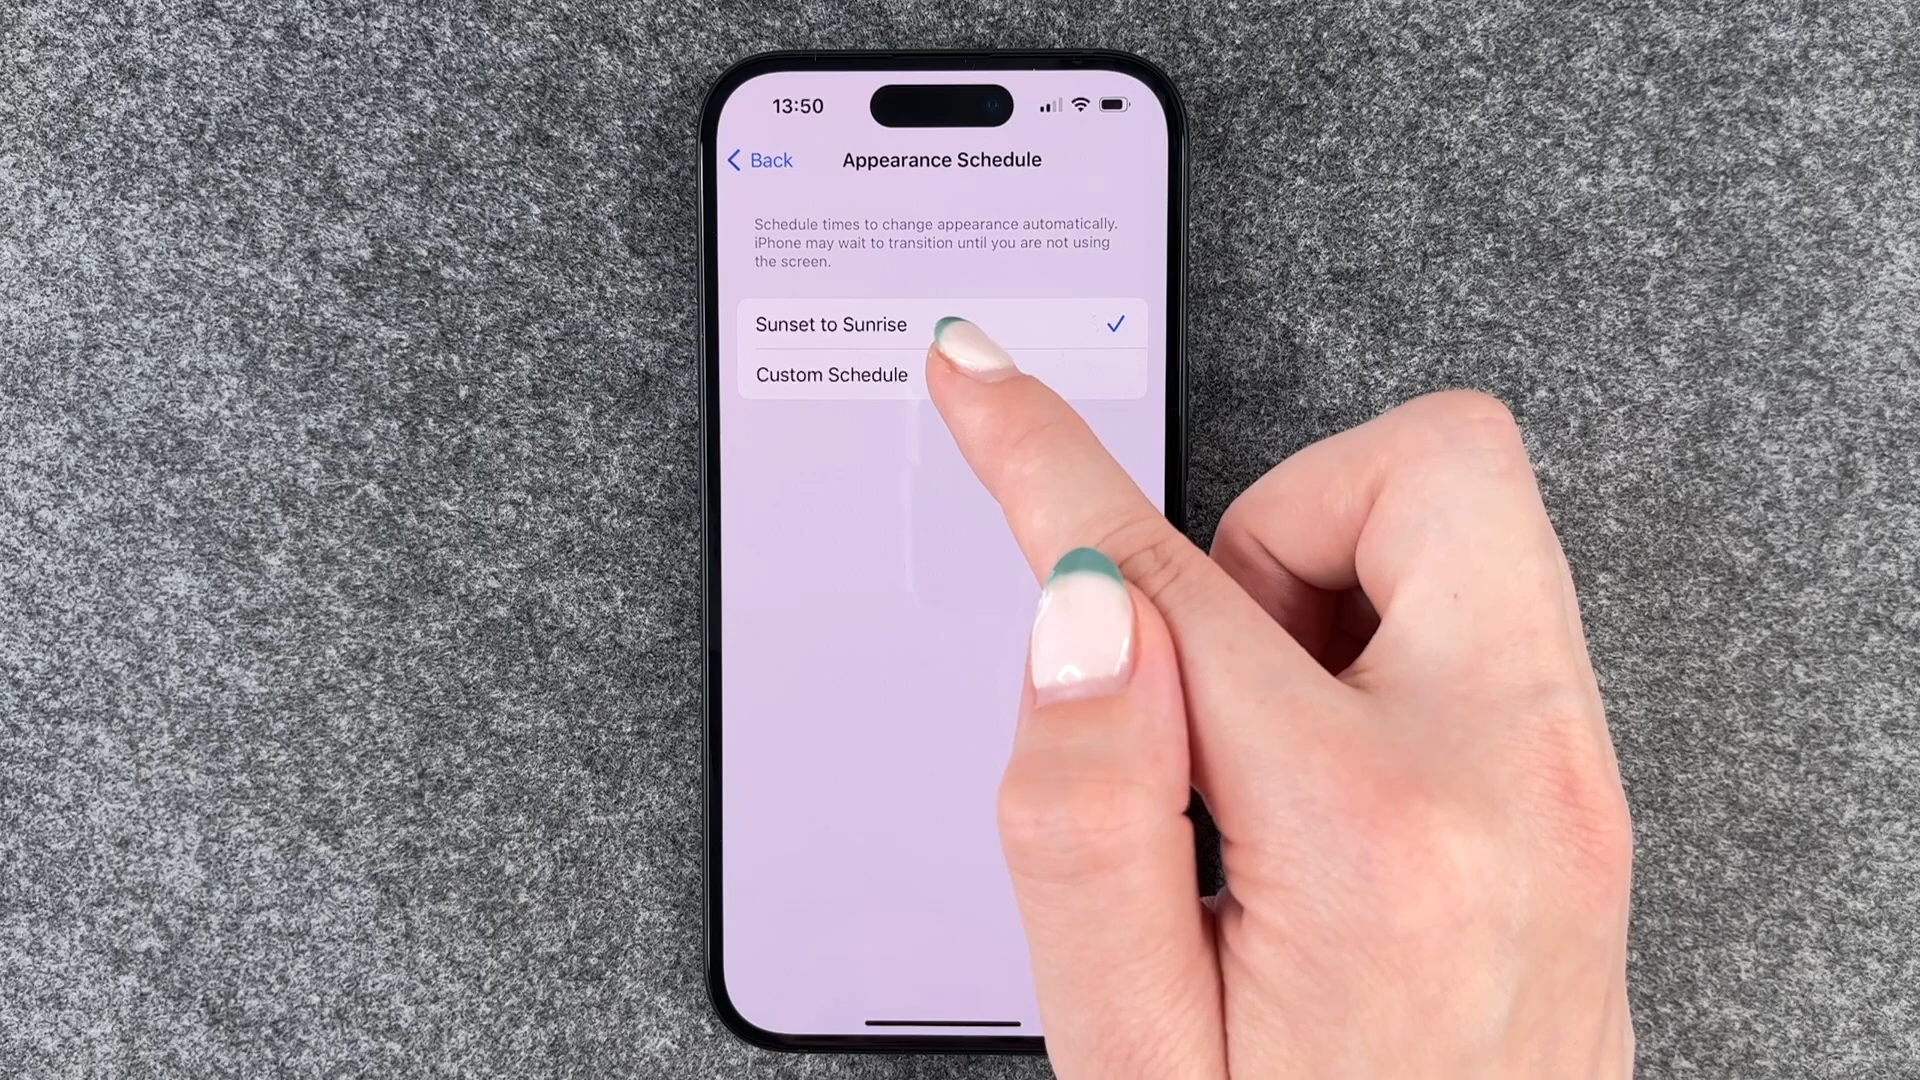 13:50
Back
Appearance Schedule
Schedule times to change appearance automatically.
iPhone may wait to transition until you are not using
the screen.
Sunset to Sunrise
Custom Schedule